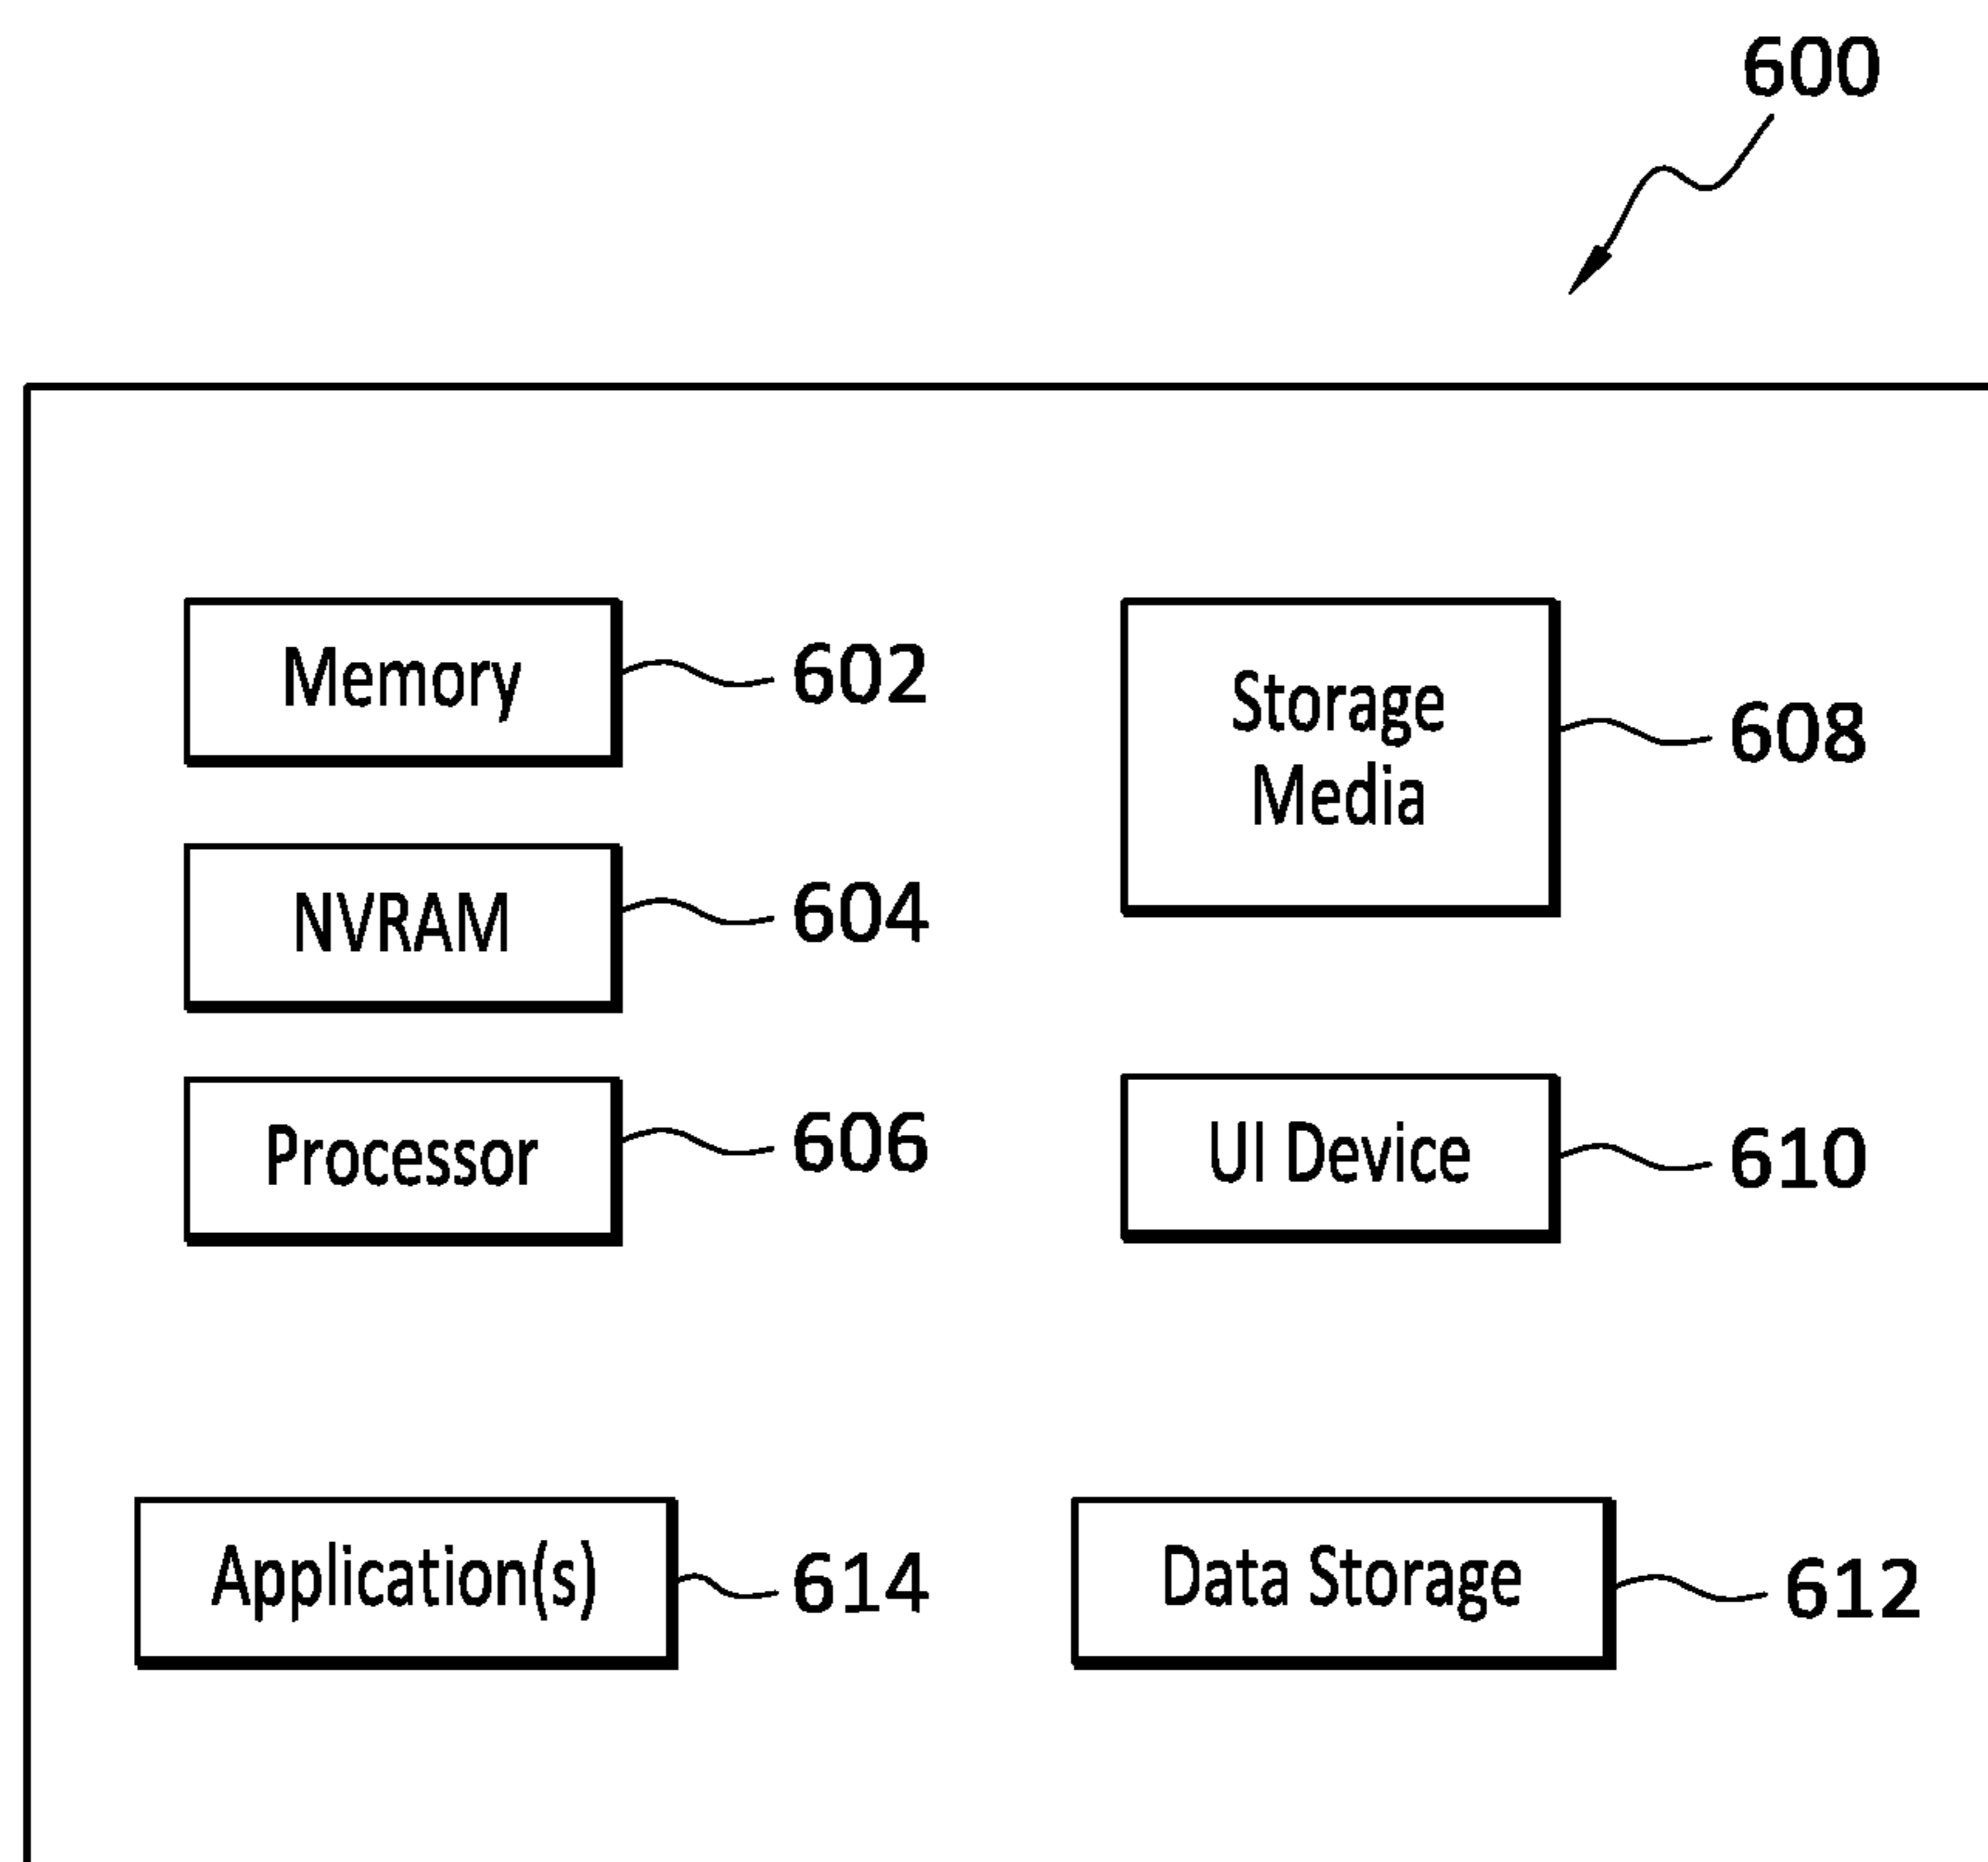 600
Memory
602
NVRAM
604
Processor
606
Storage
Media
608
UI Device
610
Application(s)
614
Data Storage
612